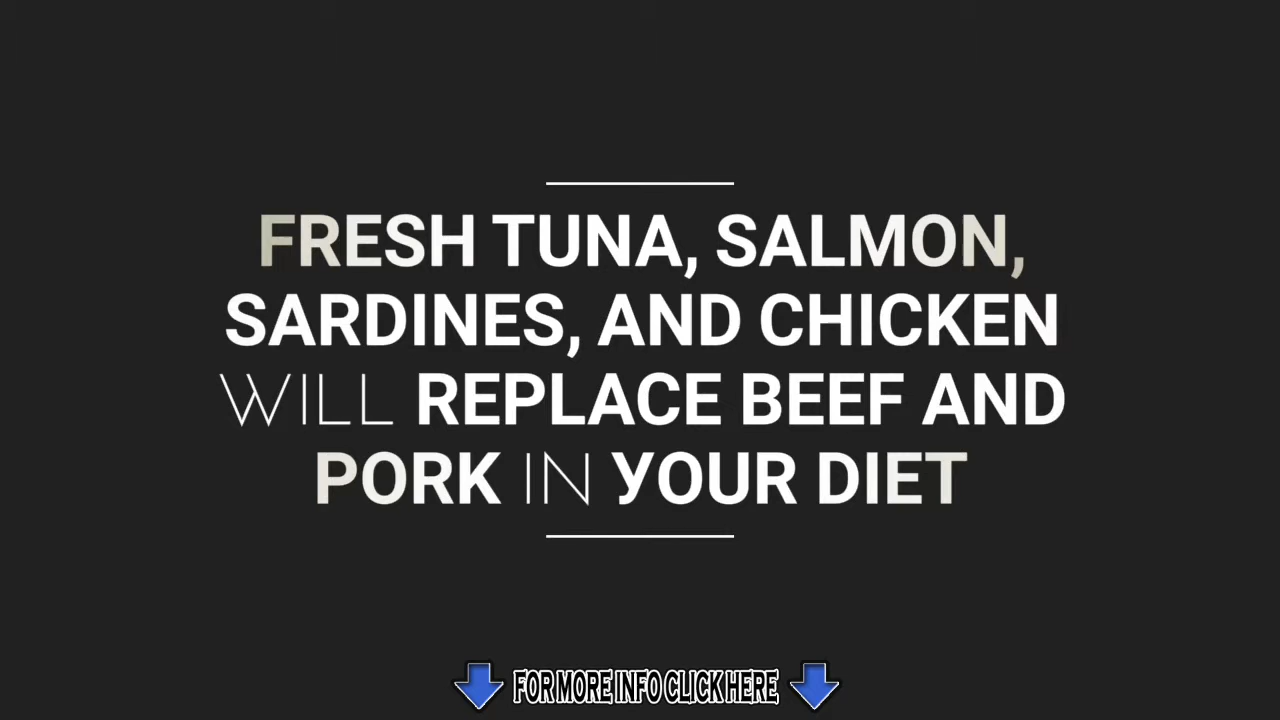 FRESH TUNA, SALMON,
SARDINES, AND CHICKEN
WILL REPLACE BEEF AND
PORK IN YOUR DIET
FOR MORE INFO CLICK HERE